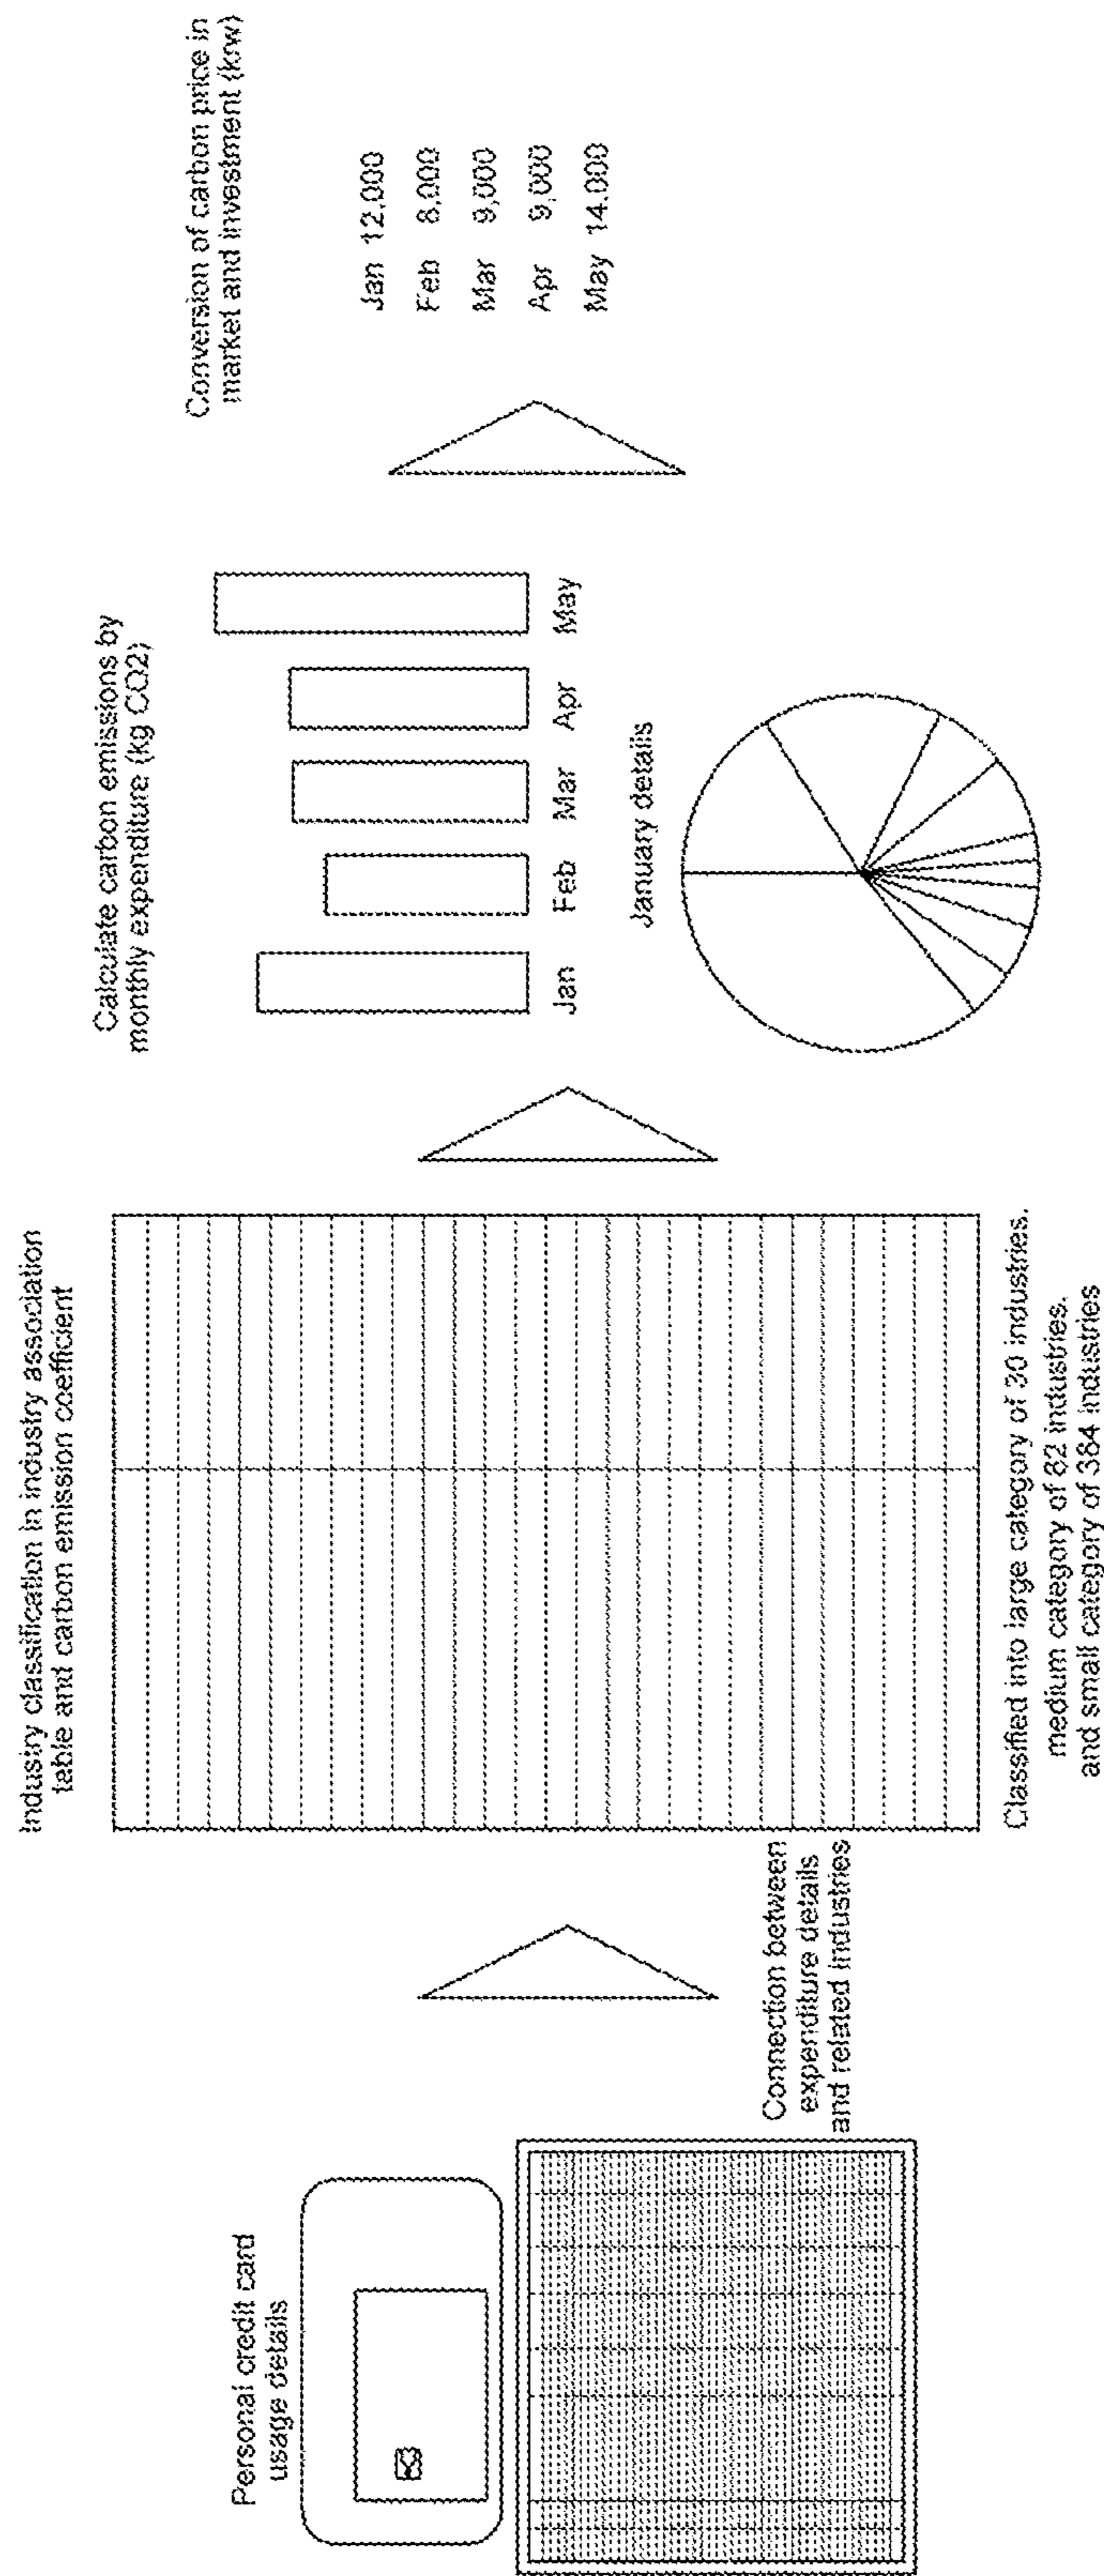 Personal credit card
usage details
Connection between
expenditure details
and related industries
Industry classification in industry association
table and carbon emission coefficient
Classified into large category of 30 industries,
medium category of 82 industries,
and small category of 384 industries
Calculate carbon emissions by
monthly expenditure (kg CO2)
Jan Feb Mar Apr May
January details
Conversion of carbon price in
market and investment (krw)
Jan 12,000
Feb 8,000
Mar 9,000
Apr 9,000
May 14,000